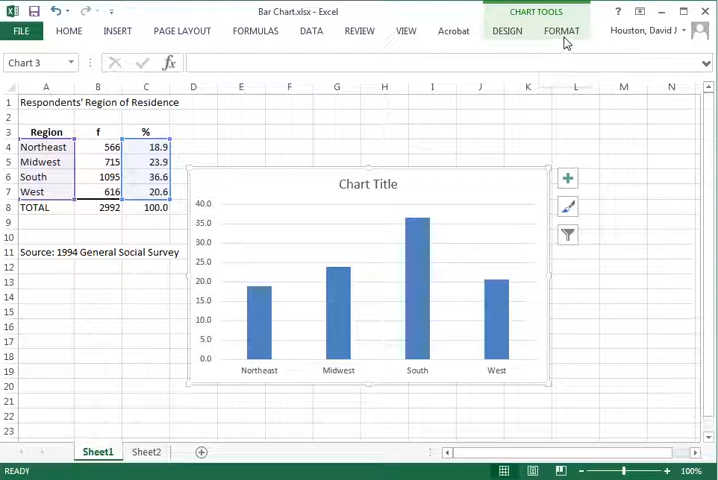 Bar Chart.xlsx - Excel
CHART TOOLS
FILE HOME INSERT PAGE LAYOUT FORMULAS DATA REVIEW VIEW Acrobat DESIGN FORMAT Houston, David J
Chart 3 fx
A B C D E F G H I J K L M N
1 Respondents' Region of Residence
2
3 Region f %
4 Northeast 566 18.9
5 Midwest 715 23.9
6 South 1095 36.6
7 West 616 20.6
8 TOTAL 2992 100.0
9
10
11 Source: 1994 General Social Survey
12
13
14
15
16
17
18
19
20
21
22
23
Chart Title
40.0
35.0
30.0
25.0
20.0
15.0
10.0
5.0
0.0
Northeast Midwest South West
Sheet1 Sheet2
READY 100%